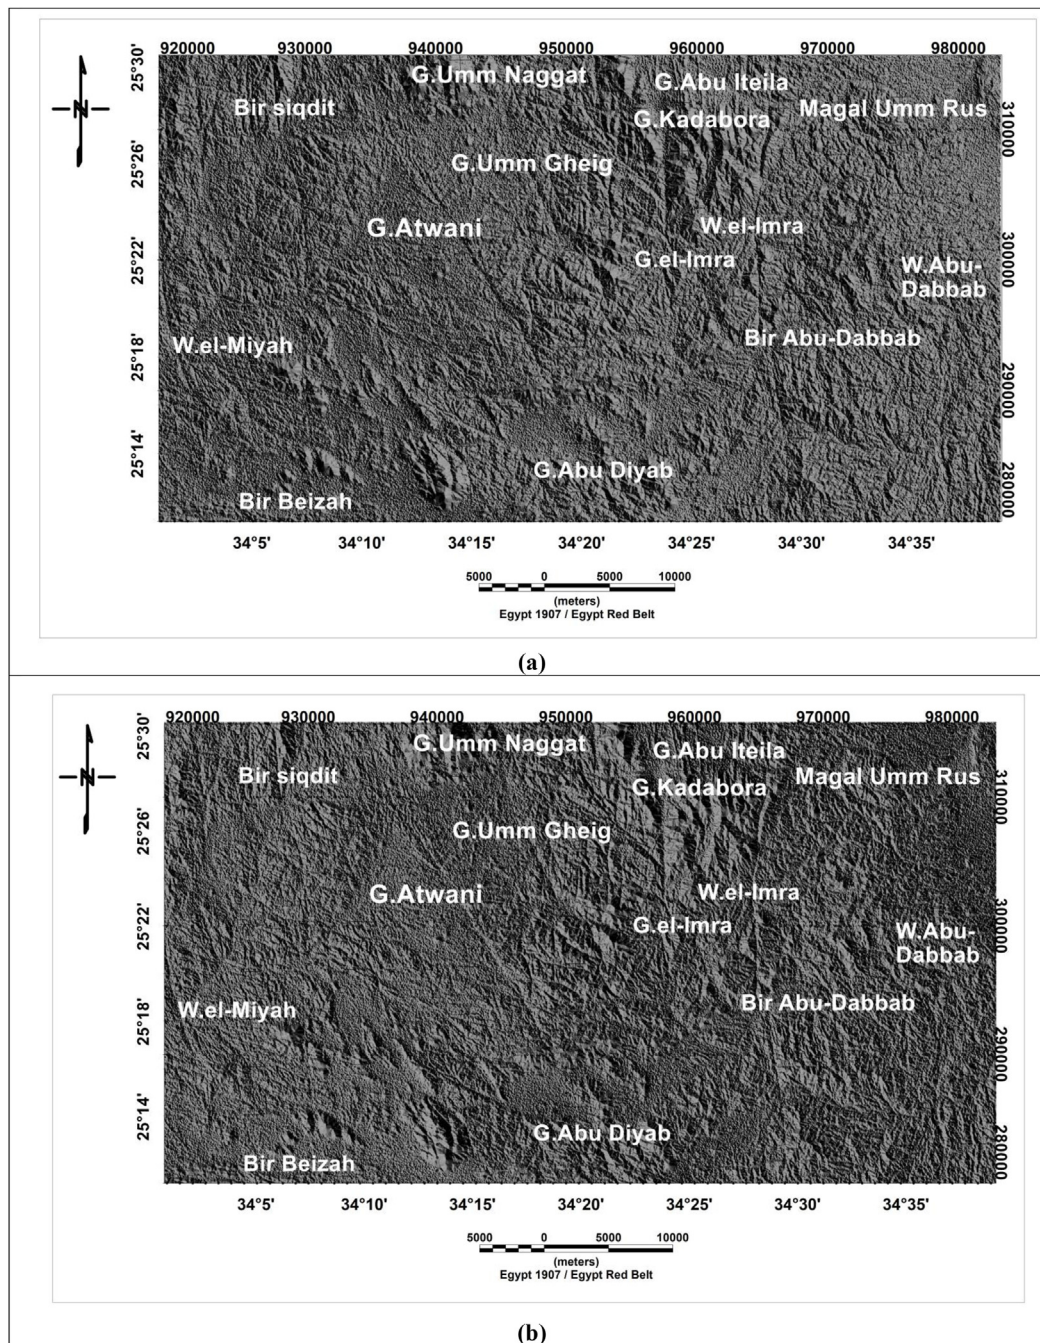 920000 930000 940000 950000 960000 970000 980000
25°30'
G.Umm Naggat
G.Abu Iteila
Bir siqdit
Magal Umm Rus
310000
G.Kadabora
N
25°26'
G.Umm Gheig
G.Atwani
W.el-Imra
25°22'
G.el-Imra
300000
W.Abu-
Dabbab
Bir Abu-Dabbab
W.el-Miyah
25°18'
290000
25°14'
G.Abu Diyab
Bir Beizah
280000
34°5' 34°10' 34°15' 34°20' 34°25' 34°30' 34°35'
5000 0 5000 10000
(meters)
Egypt 1907 / Egypt Red Belt
(a)
920000 930000 940000 950000 960000 970000 980000
25°30'
G.Umm Naggat
G.Abu Iteila
Bir siqdit
Magal Umm Rus
310000
G.Kadabora
N
25°26'
G.Umm Gheig
G.Atwani
W.el-Imra
25°22'
G.el-Imra
300000
W.Abu-
Dabbab
Bir Abu-Dabbab
W.el-Miyah
25°18'
290000
25°14'
G.Abu Diyab
Bir Beizah
280000
34°5' 34°10' 34°15' 34°20' 34°25' 34°30' 34°35'
5000 0 5000 10000
(meters)
Egypt 1907 / Egypt Red Belt
(b)